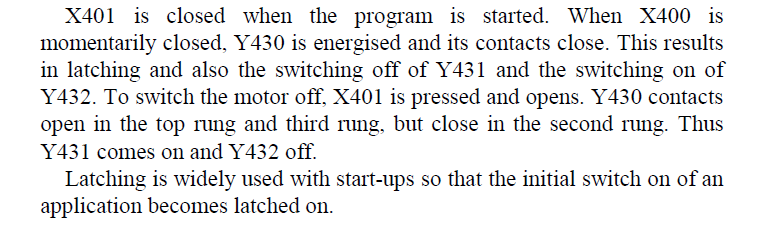 X401 is closed when the program is started. When X400 is
momentarily closed, Y430 is energised and its contacts close. This results
in latching and also the switching off of Y431 and the switching on of
Y432. To switch the motor off, X401 is pressed and opens. Y430 contacts
open in the top rung and third rung, but close in the second rung. Thus
Y431 comes on and Y432 off.
Latching is widely used with start-ups so that the initial switch on of an
application becomes latched on.